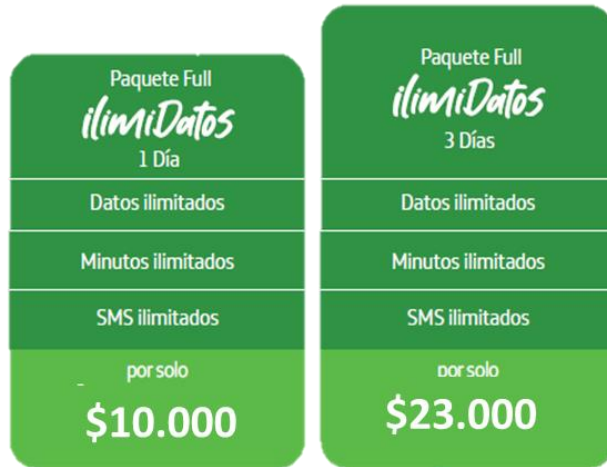 Paquete Full
ilimiDatos
1 Día
Datos ilimitados
Minutos ilimitados
SMS ilimitados
por solo
$10.000
Paquete Full
ilimiDatos
3 Días
Datos ilimitados
Minutos ilimitados
SMS ilimitados
por solo
$23.000